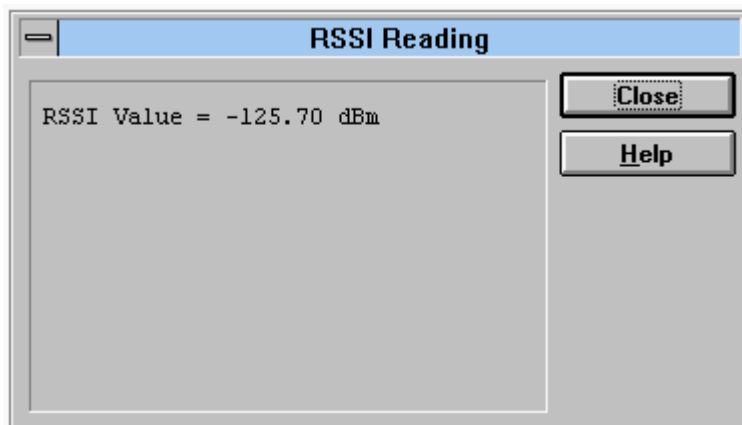 RSSI Reading
RSSI Value = -125.70 dBm
Close
Help